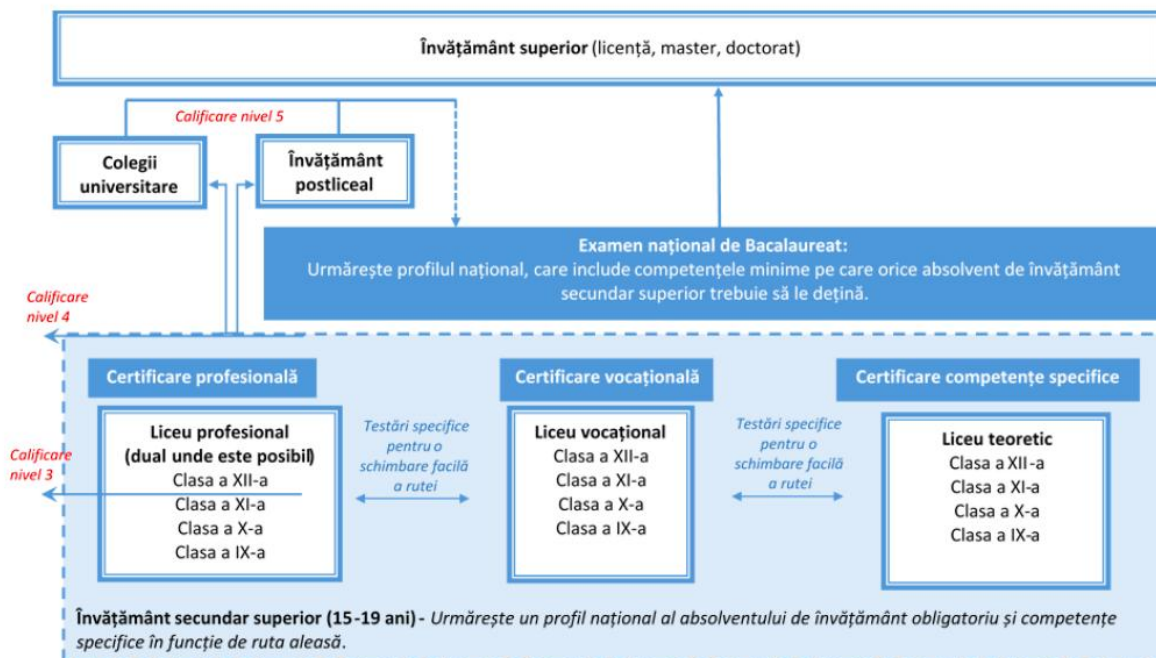 Învățământ superior (licență, master, doctorat)
Calificare nivel 5
Colegii
universitare
Învățământ
postliceal
Examen național de Bacalaureat:
Urmărește profilul național, care include competențele minime pe care orice absolvent de învățământ
secundar superior trebuie să le dețină.
Calificare
nivel 4
Certificare profesională
Certificare vocațională
Certificare competențe specifice
Calificare
nivel 3
Liceu profesional
(dual unde este posibil)
Clasa a XII-a
Clasa a XI-a
Clasa a X-a
Clasa a IX-a
Testări specifice
pentru o
schimbare facilă
a rutei
Liceu vocațional
Clasa a XII-a
Clasa a XI-a
Clasa a X-a
Clasa a IX-a
Testări specifice
pentru o
schimbare facilă
a rutei
Liceu teoretic
Clasa a XII-a
Clasa a XI-a
Clasa a X-a
Clasa a IX-a
Învățământ secundar superior (15-19 ani) - Urmărește un profil național al absolventului de învățământ obligatoriu și competențe
specifice în funcție de ruta aleasă.